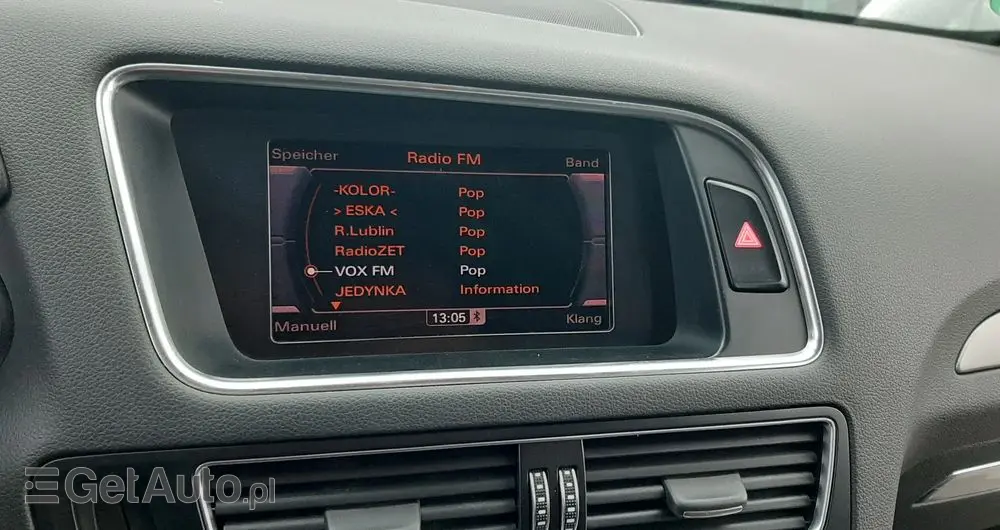 Speicher Radio FM Band
-KOLOR- Pop
> ESKA < Pop
R.Lublin Pop
RadioZET Pop
VOX FM Pop
JEDYNKA Information
Manuell 13:05 Klang
GetAuto.pl